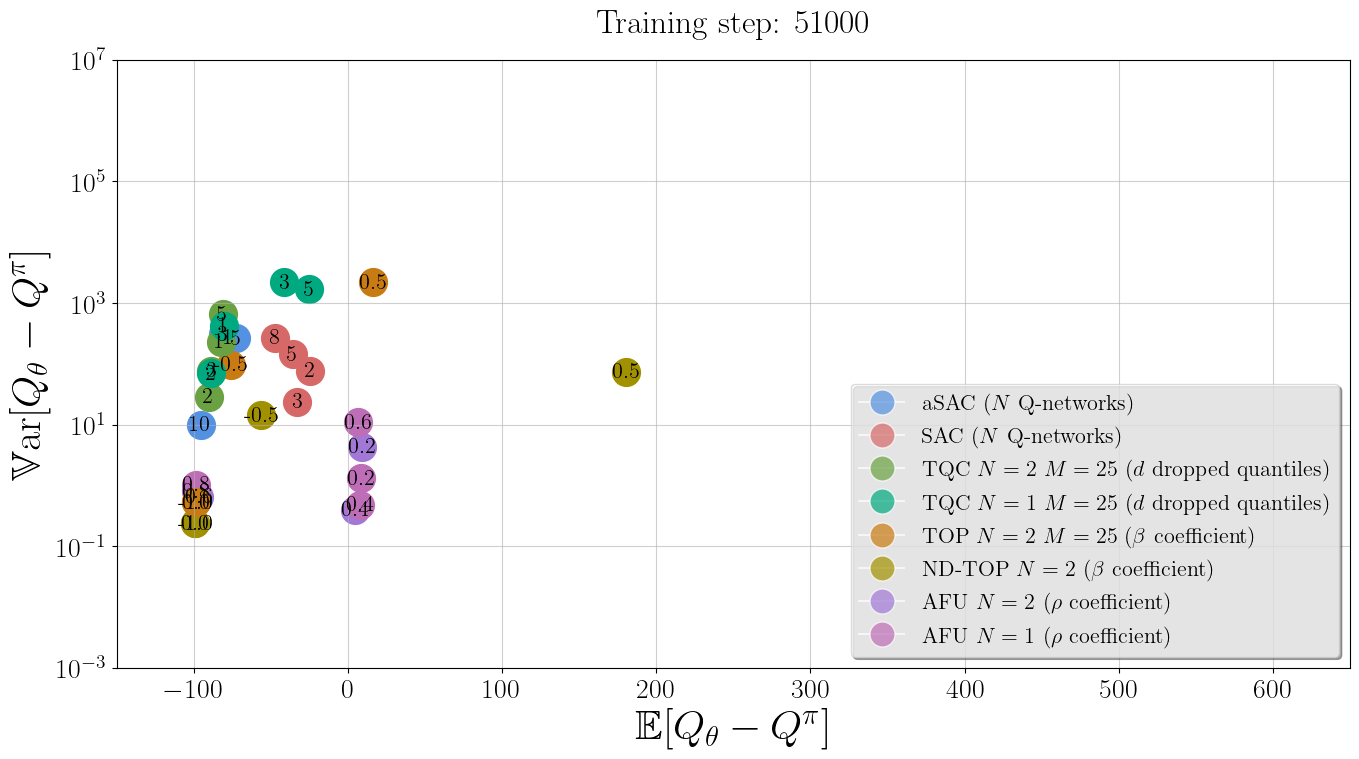 Training step: 51000
𝕍ar[Q_θ − Q^π]
10^7
10^5
10^3
10^1
10^−1
10^−3
3
5
0.5
5
8
5
2
3
-0.5
2
10
-0.5
0.5
0.6
0.2
0.2
0.4
0.4
0.8
-1.0
aSAC (N Q-networks)
SAC (N Q-networks)
TQC N = 2 M = 25 (d dropped quantiles)
TQC N = 1 M = 25 (d dropped quantiles)
TOP N = 2 M = 25 (β coefficient)
ND-TOP N = 2 (β coefficient)
AFU N = 2 (ρ coefficient)
AFU N = 1 (ρ coefficient)
−100 0 100 200 300 400 500 600
𝔼[Q_θ − Q^π]